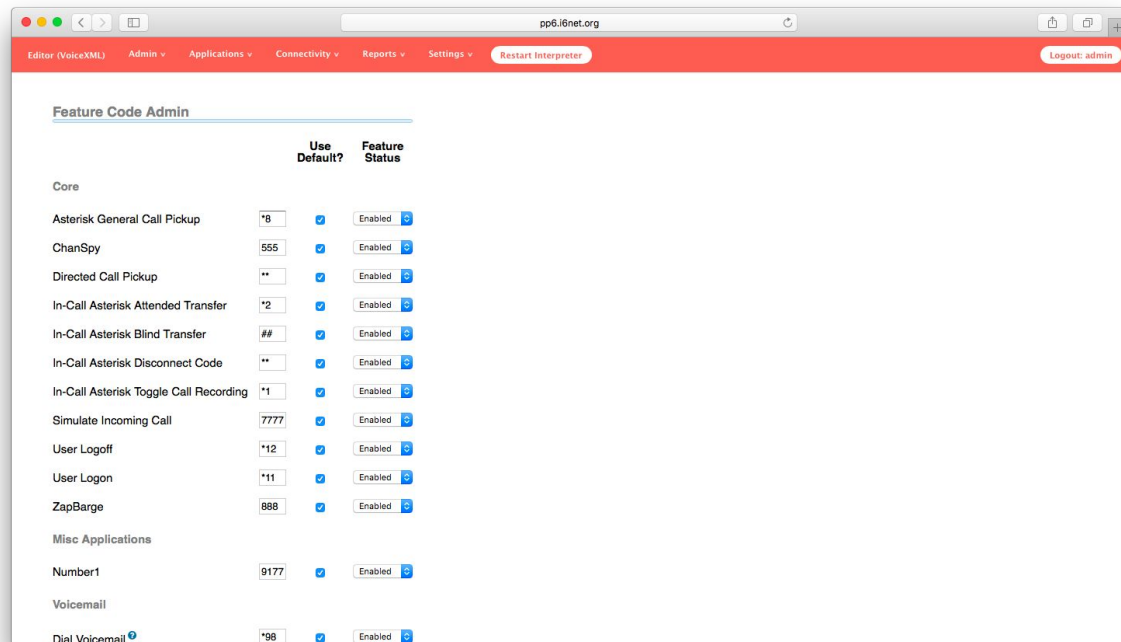 pp6.i6net.org
Editor (VoiceXML) Admin v Applications v Connectivity v Reports v Settings v Restart Interpreter Logout: admin
Feature Code Admin
Use Default? Feature Status
Core
Asterisk General Call Pickup *8 Enabled
ChanSpy 555 Enabled
Directed Call Pickup ** Enabled
In-Call Asterisk Attended Transfer *2 Enabled
In-Call Asterisk Blind Transfer ## Enabled
In-Call Asterisk Disconnect Code ** Enabled
In-Call Asterisk Toggle Call Recording *1 Enabled
Simulate Incoming Call 7777 Enabled
User Logoff *12 Enabled
User Logon *11 Enabled
ZapBarge 888 Enabled
Misc Applications
Number1 9177 Enabled
Voicemail
Dial Voicemail ? *98 Enabled